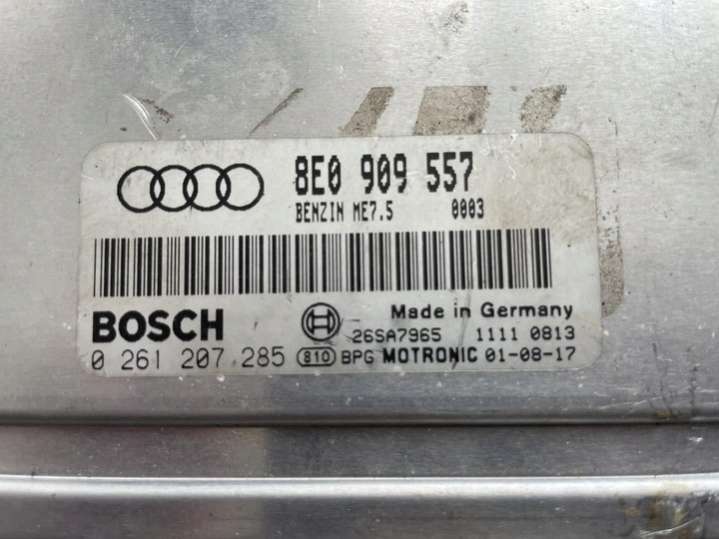 8E0 909 557
BENZIN ME7.5 0003
BOSCH Made in Germany
26SA7965 1111 0813
0 261 207 285 810 BPG MOTRONIC 01-08-17